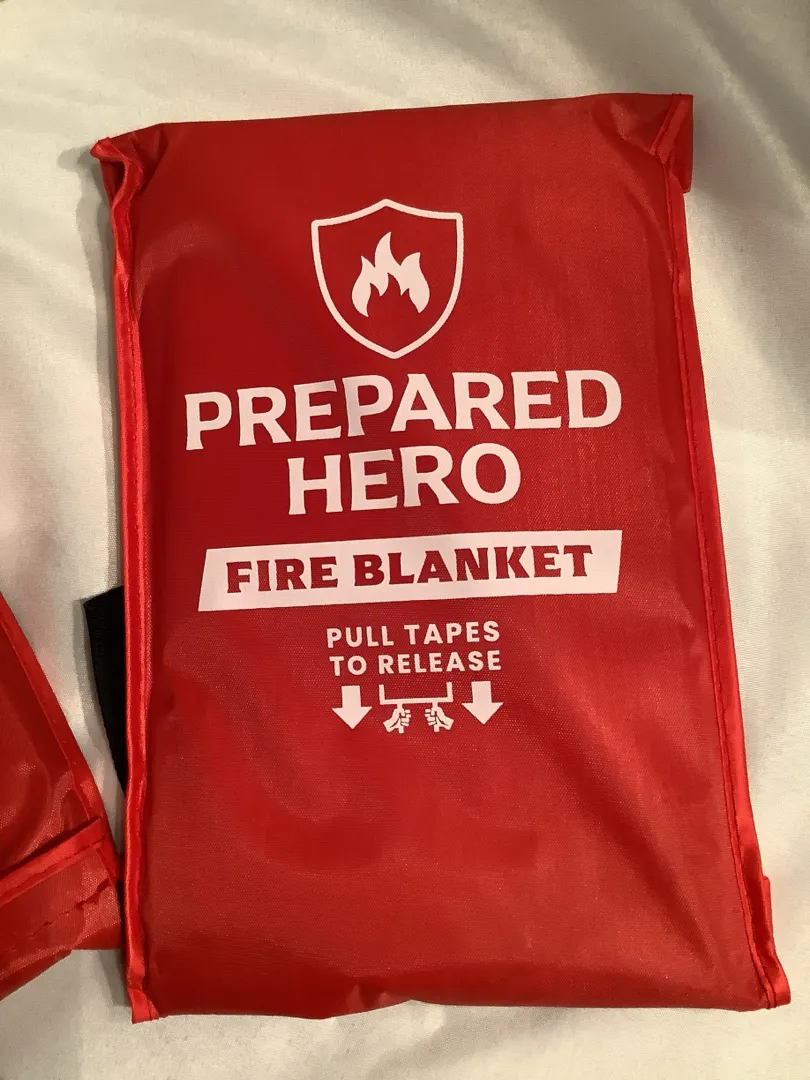 PREPARED
HERO
FIRE BLANKET
PULL TAPES
TO RELEASE